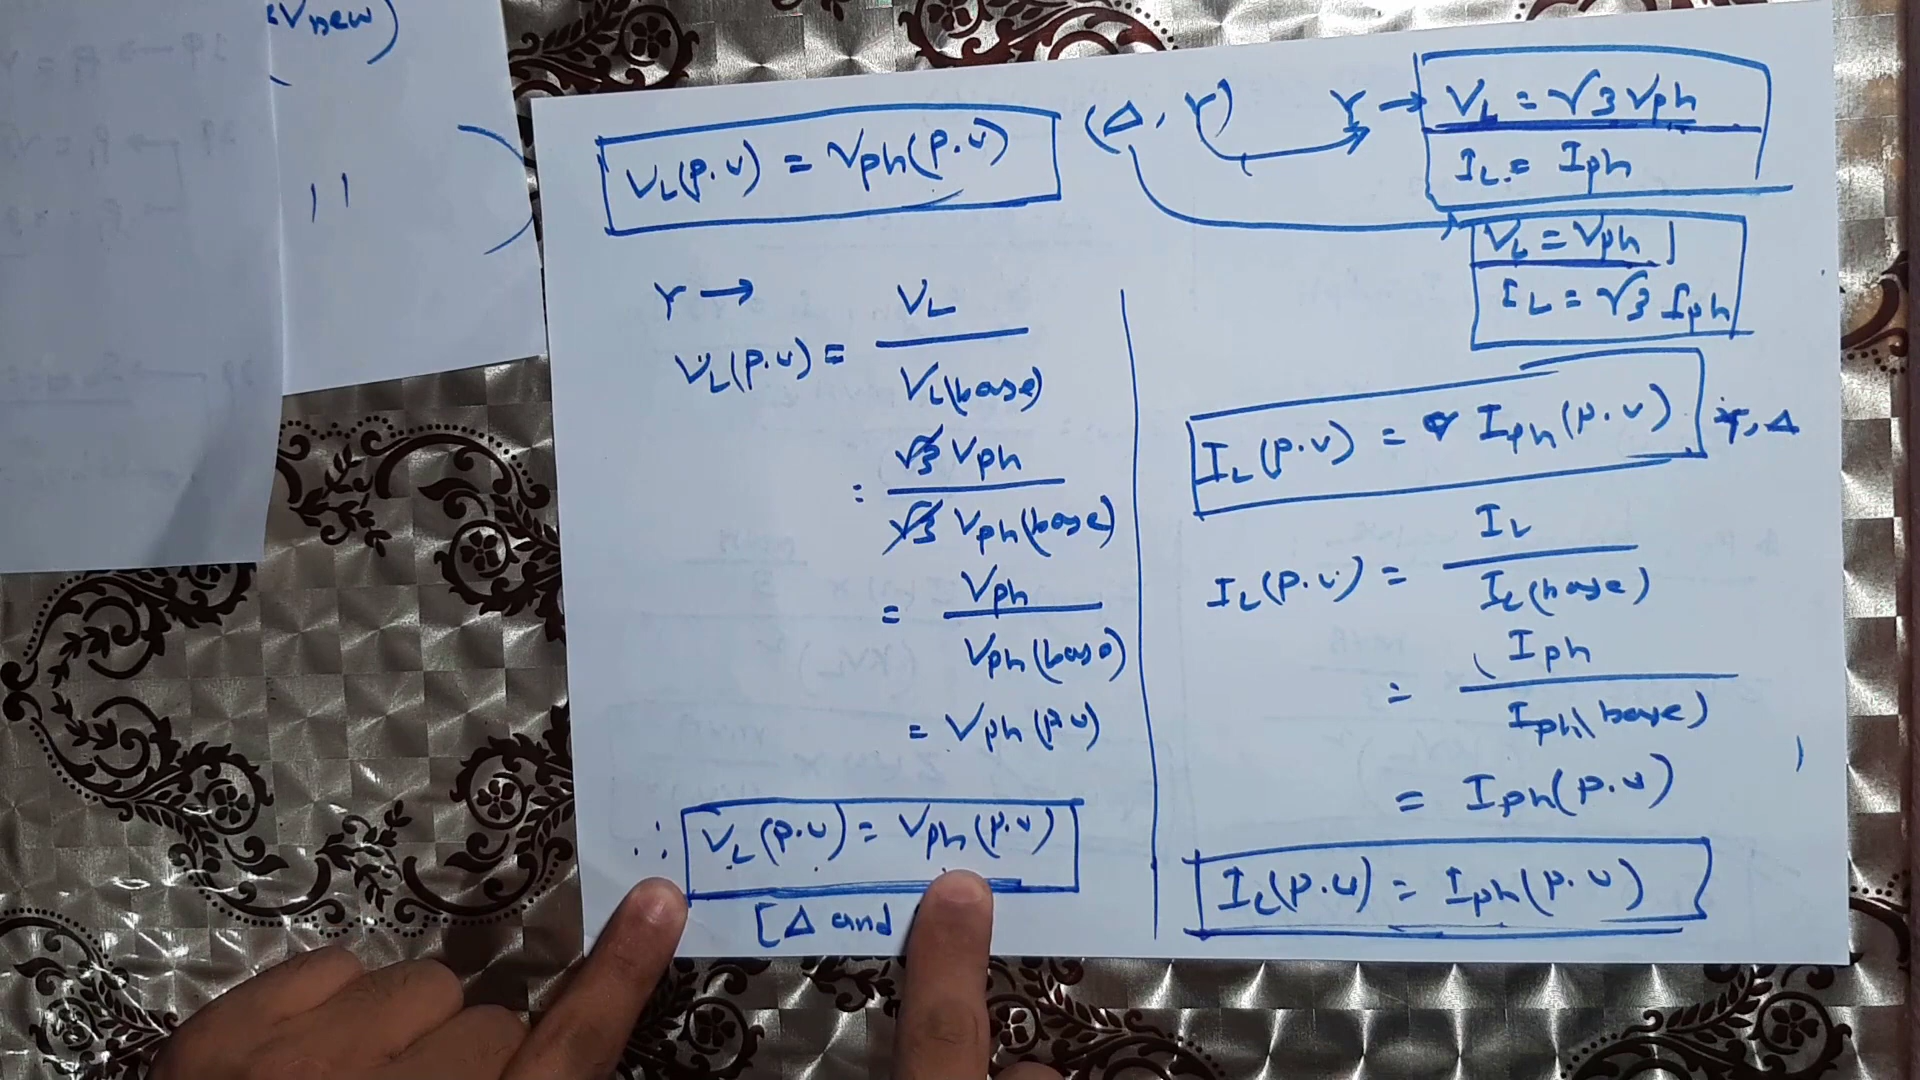 Vnew)
VL(p.u) = Vph(p.u)
(Δ, Y)
Y → VL = √3 Vph
IL = Iph
VL = Vph
IL = √3 Iph
Y →
VL(p.u) = VL / VL(base)
= √3 Vph / √3 Vph(base)
= Vph / Vph(base)
= Vph(p.u)
∴ VL(p.u) = Vph(p.u)
[Δ and
IL(p.u) = Iph(p.u) Y, Δ
IL(p.u) = IL / IL(base)
= Iph / Iph(base)
= Iph(p.u)
IL(p.u) = Iph(p.u)